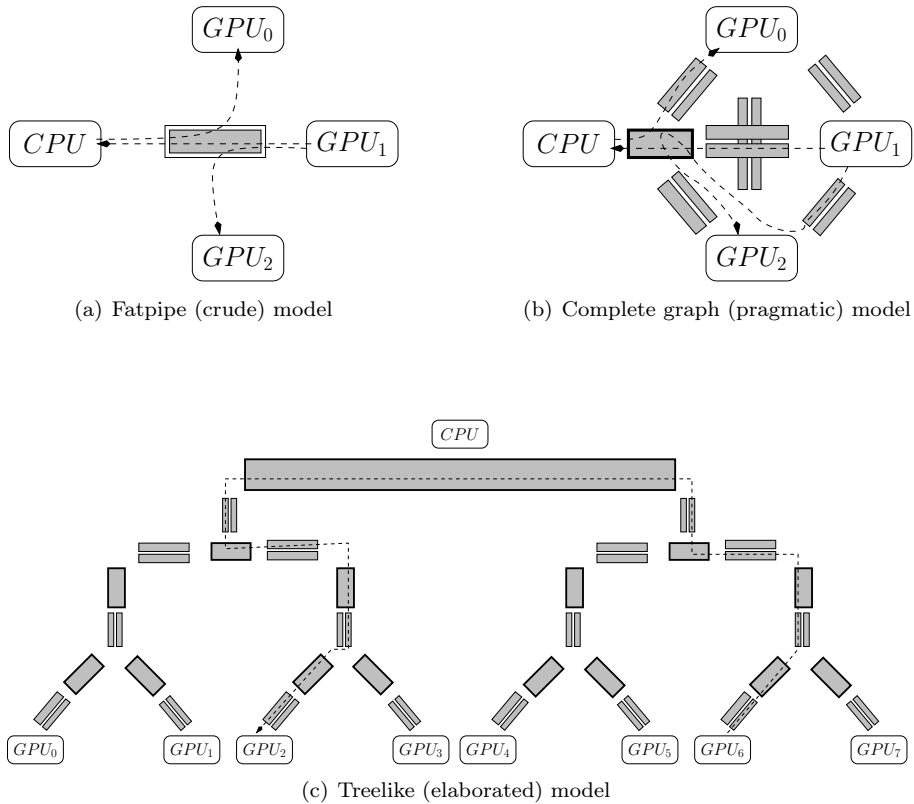 GPU₀ GPU₀
CPU GPU₁ CPU GPU₁
GPU₂ GPU₂
(a) Fatpipe (crude) model (b) Complete graph (pragmatic) model
CPU
GPU₀ GPU₁ GPU₂ GPU₃ GPU₄ GPU₅ GPU₆ GPU₇
(c) Treelike (elaborated) model